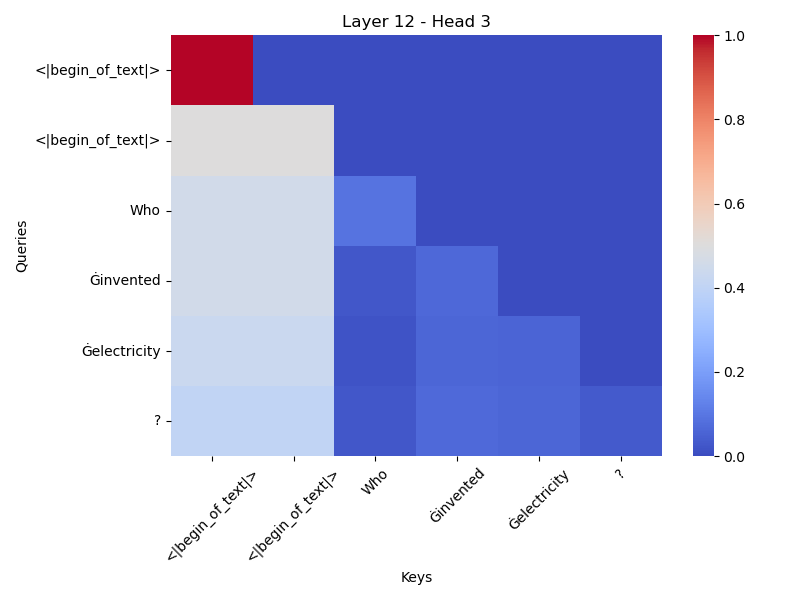 Layer 12 - Head 3
<|begin_of_text|>
<|begin_of_text|>
Who
Ġinvented
Ġelectricity
?
Queries
<|begin_of_text|>
<|begin_of_text|>
Who
Ġinvented
Ġelectricity
?
Keys
1.0
0.8
0.6
0.4
0.2
0.0